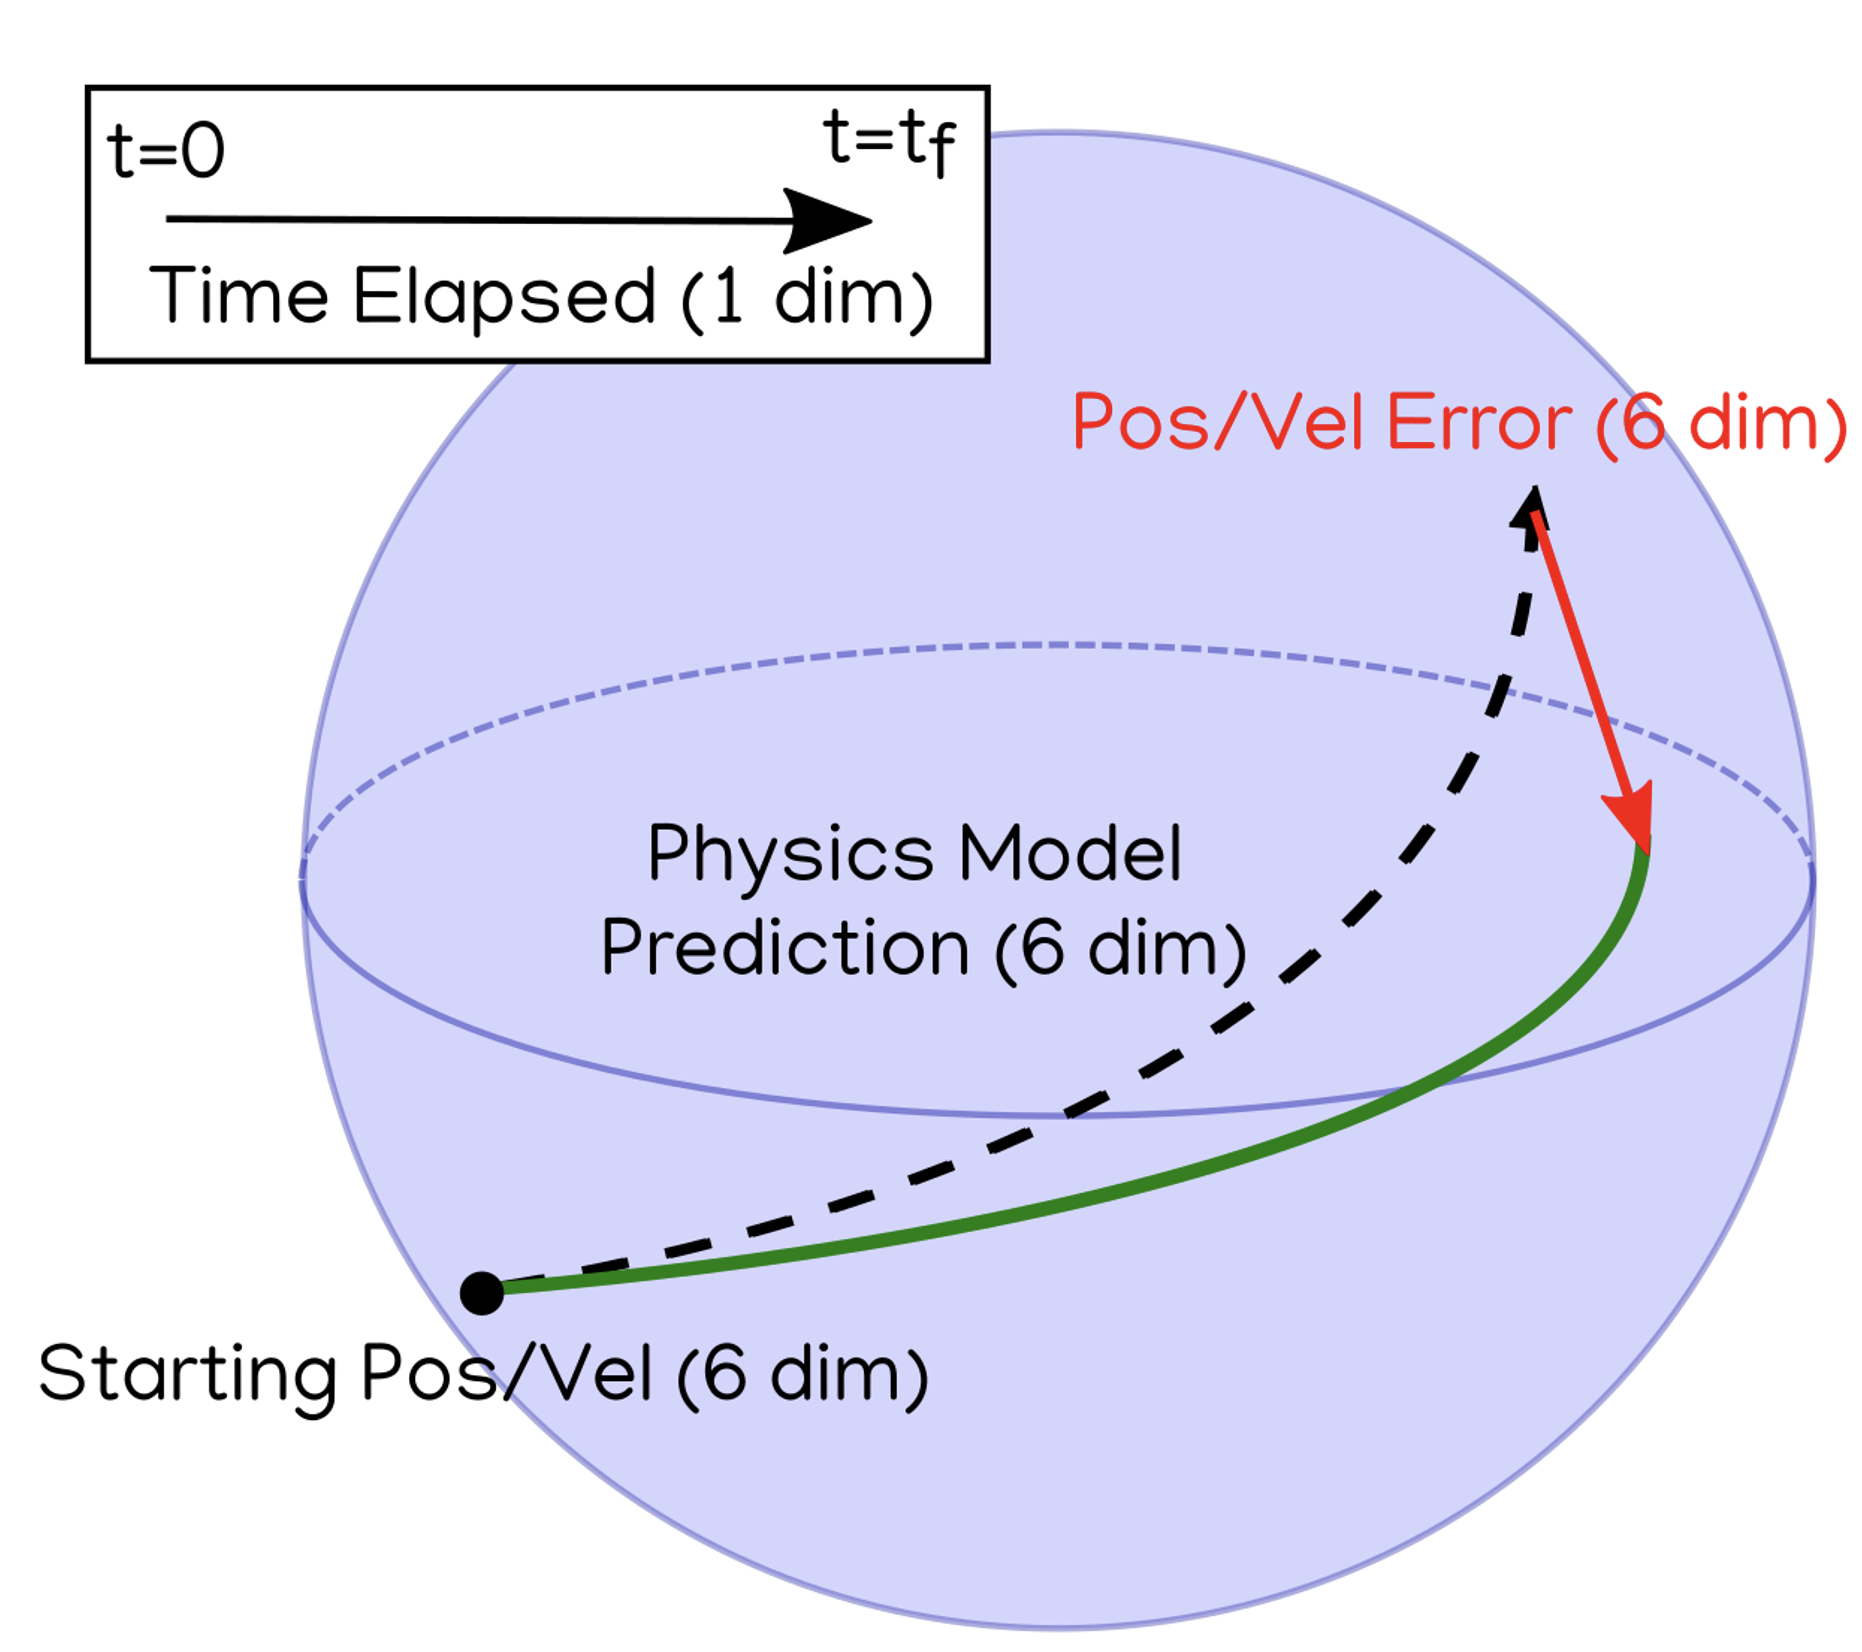 t=0
t=tf
Time Elapsed (1 dim)
Pos/Vel Error (6 dim)
Physics Model
Prediction (6 dim)
Starting Pos/Vel (6 dim)